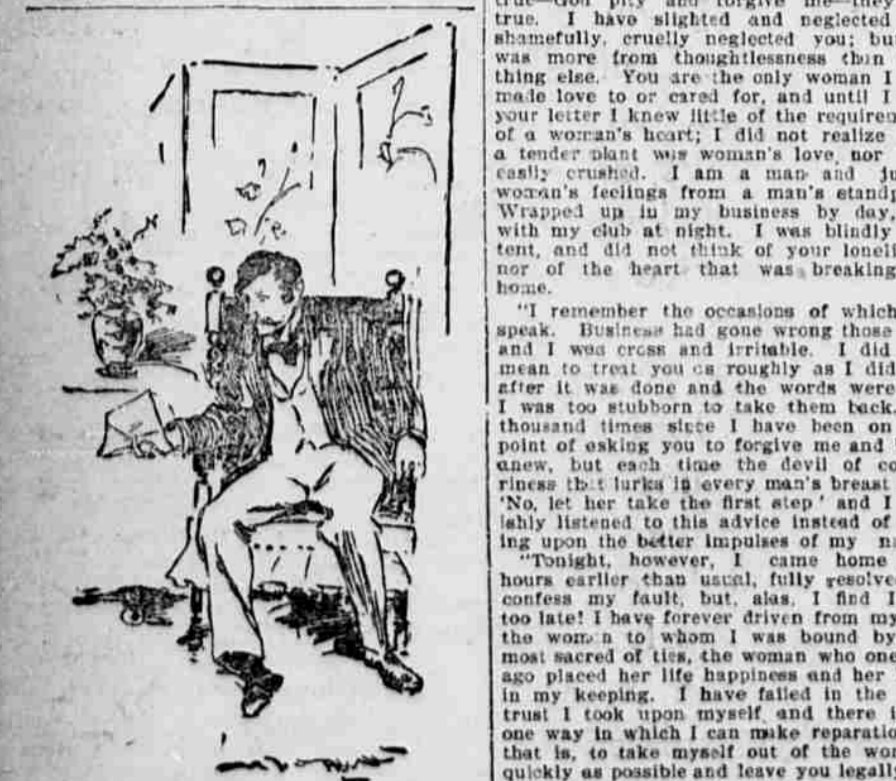 true—God pity and forgive me—they
true. I have slighted and neglected
shamefully, cruelly neglected you; but
was more from thoughtlessness than
thing else. You are the only woman I
made love to or cared for, and until I
your letter I knew little of the require
of a woman's heart; I did not realize
a tender plant was woman's love, nor
easily crushed. I am a man and ju
woman's feelings from a man's standp
Wrapped up in my business by day,
with my club at night. I was blindly
tent, and did not think of your loneli
nor of the heart that was breaking
home.
"I remember the occasions of which
speak. Business had gone wrong those
and I was cross and irritable. I did
mean to treat you as roughly as I did
after it was done and the words were
I was too stubborn to take them back.
thousand times since I have been on
point of asking you to forgive me and
anew, but each time the devil of co
riness that lurks in every man's breast
'No, let her take the first step' and I
ishly listened to this advice instead of
ing upon the better impulses of my n
"Tonight, however, I came home
hours earlier than usual, fully resolve
confess my fault, but, alas, I find I
too late! I have forever driven from my
the woman to whom I was bound by
most sacred of ties, the woman who one
ago placed her life happiness and her
in my keeping. I have failed in the
trust I took upon myself, and there i
one way in which I can make reparatio
that is, to take myself out of the wor
quickly as possible and leave you legall